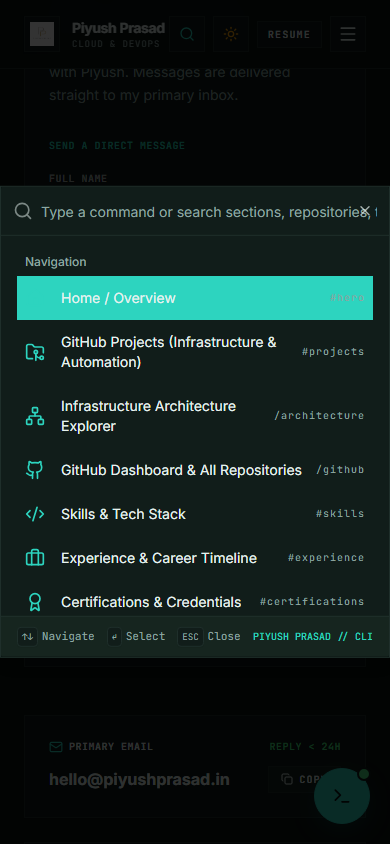 Piyush Prasad
CLOUD & DEVOPS
RESUME
with Piyush. Messages are delivered
straight to my primary inbox.
SEND A DIRECT MESSAGE
FULL NAME
Type a command or search sections, repositories,
Navigation
Home / Overview
GitHub Projects (Infrastructure &
Automation)
#projects
Infrastructure Architecture
Explorer
/architecture
GitHub Dashboard & All Repositories
/github
Skills & Tech Stack
#skills
Experience & Career Timeline
#experience
Certifications & Credentials
#certifications
Navigate
Select
ESC
Close
PIYUSH PRASAD // CLI
PRIMARY EMAIL
REPLY < 24H
hello@piyushprasad.in